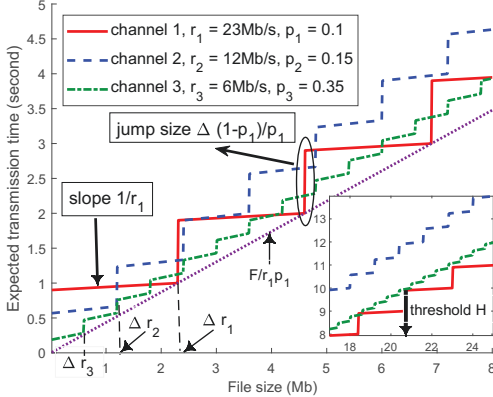 channel 1, r1 = 23Mb/s, p1 = 0.1
channel 2, r2 = 12Mb/s, p2 = 0.15
channel 3, r3 = 6Mb/s, p3 = 0.35
jump size Δ (1-p1)/p1
slope 1/r1
F/r1p1
Δ r1
Δ r2
Δ r3
threshold H
Expected transmission time (second)
5
4.5
4
3.5
3
2.5
2
1.5
1
0.5
0
0 1 2 3 4 5 6 7 8
File size (Mb)
13
12
11
10
9
8
18 20 22 24